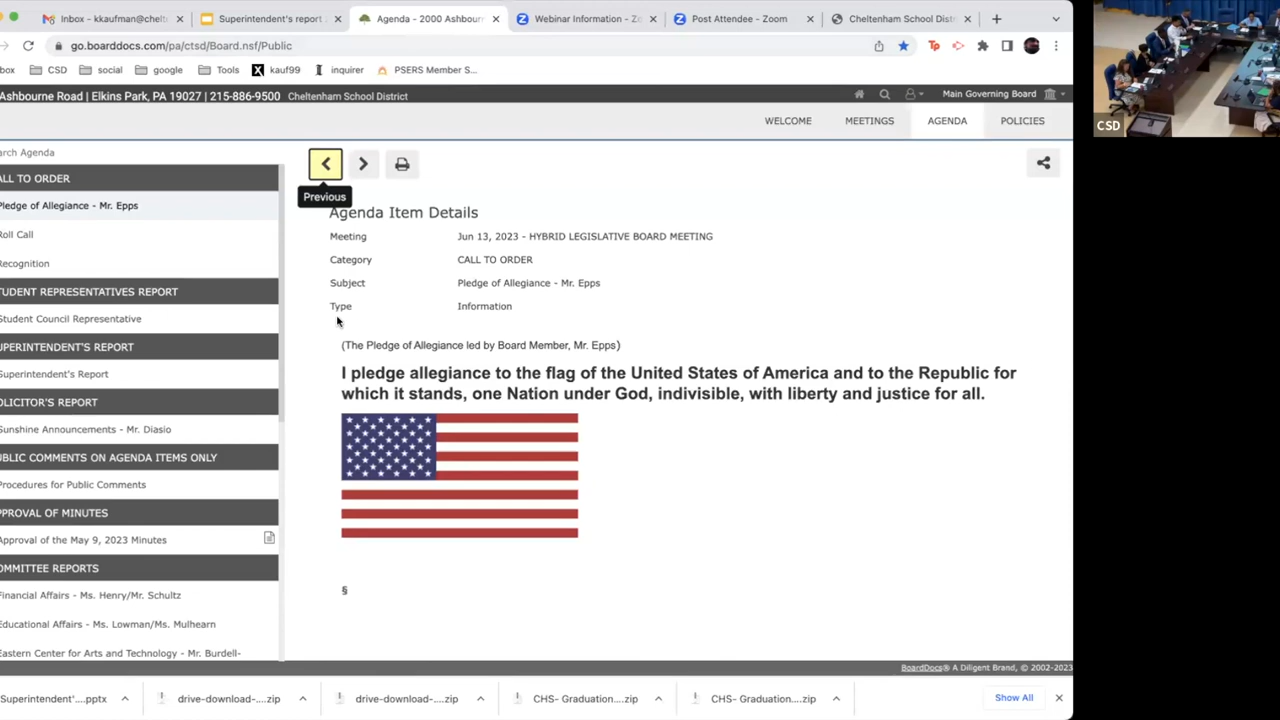 Inbox - kkaufman@chelt
Superintendent's report
Agenda - 2000 Ashbour
Webinar Information - Ze
Post Attendee - Zoom
Cheltenham School Distri
go.boarddocs.com/pa/ctsd/Board.nsf/Public
box
CSD
social
google
Tools
kauf99
inquirer
PSERS Member S...
Ashbourne Road | Elkins Park, PA 19027 | 215-886-9500 Cheltenham School District
Main Governing Board
CSD
WELCOME
MEETINGS
AGENDA
POLICIES
arch Agenda
ALL TO ORDER
Pledge of Allegiance - Mr. Epps
Roll Call
Recognition
TUDENT REPRESENTATIVES REPORT
Student Council Representative
UPERINTENDENT'S REPORT
Superintendent's Report
OLICITOR'S REPORT
Sunshine Announcements - Mr. Diasio
UBLIC COMMENTS ON AGENDA ITEMS ONLY
Procedures for Public Comments
PPROVAL OF MINUTES
Approval of the May 9, 2023 Minutes
OMMITTEE REPORTS
Financial Affairs - Ms. Henry/Mr. Schultz
Educational Affairs - Ms. Lowman/Ms. Mulhearn
Eastern Center for Arts and Technology - Mr. Burdell-
Previous
Agenda Item Details
Meeting Jun 13, 2023 - HYBRID LEGISLATIVE BOARD MEETING
Category CALL TO ORDER
Subject Pledge of Allegiance - Mr. Epps
Type Information
(The Pledge of Allegiance led by Board Member, Mr. Epps)
I pledge allegiance to the flag of the United States of America and to the Republic for
which it stands, one Nation under God, indivisible, with liberty and justice for all.
§
BoardDocs® A Diligent Brand, © 2002-2023
Superintendent'....pptx
drive-download-....zip
drive-download-....zip
CHS- Graduation....zip
CHS- Graduation....zip
Show All